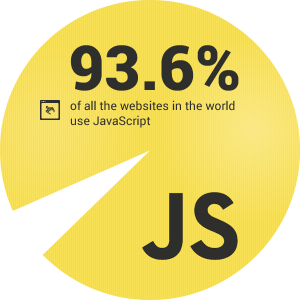 93.6%
of all the websites in the world
use JavaScript
JS